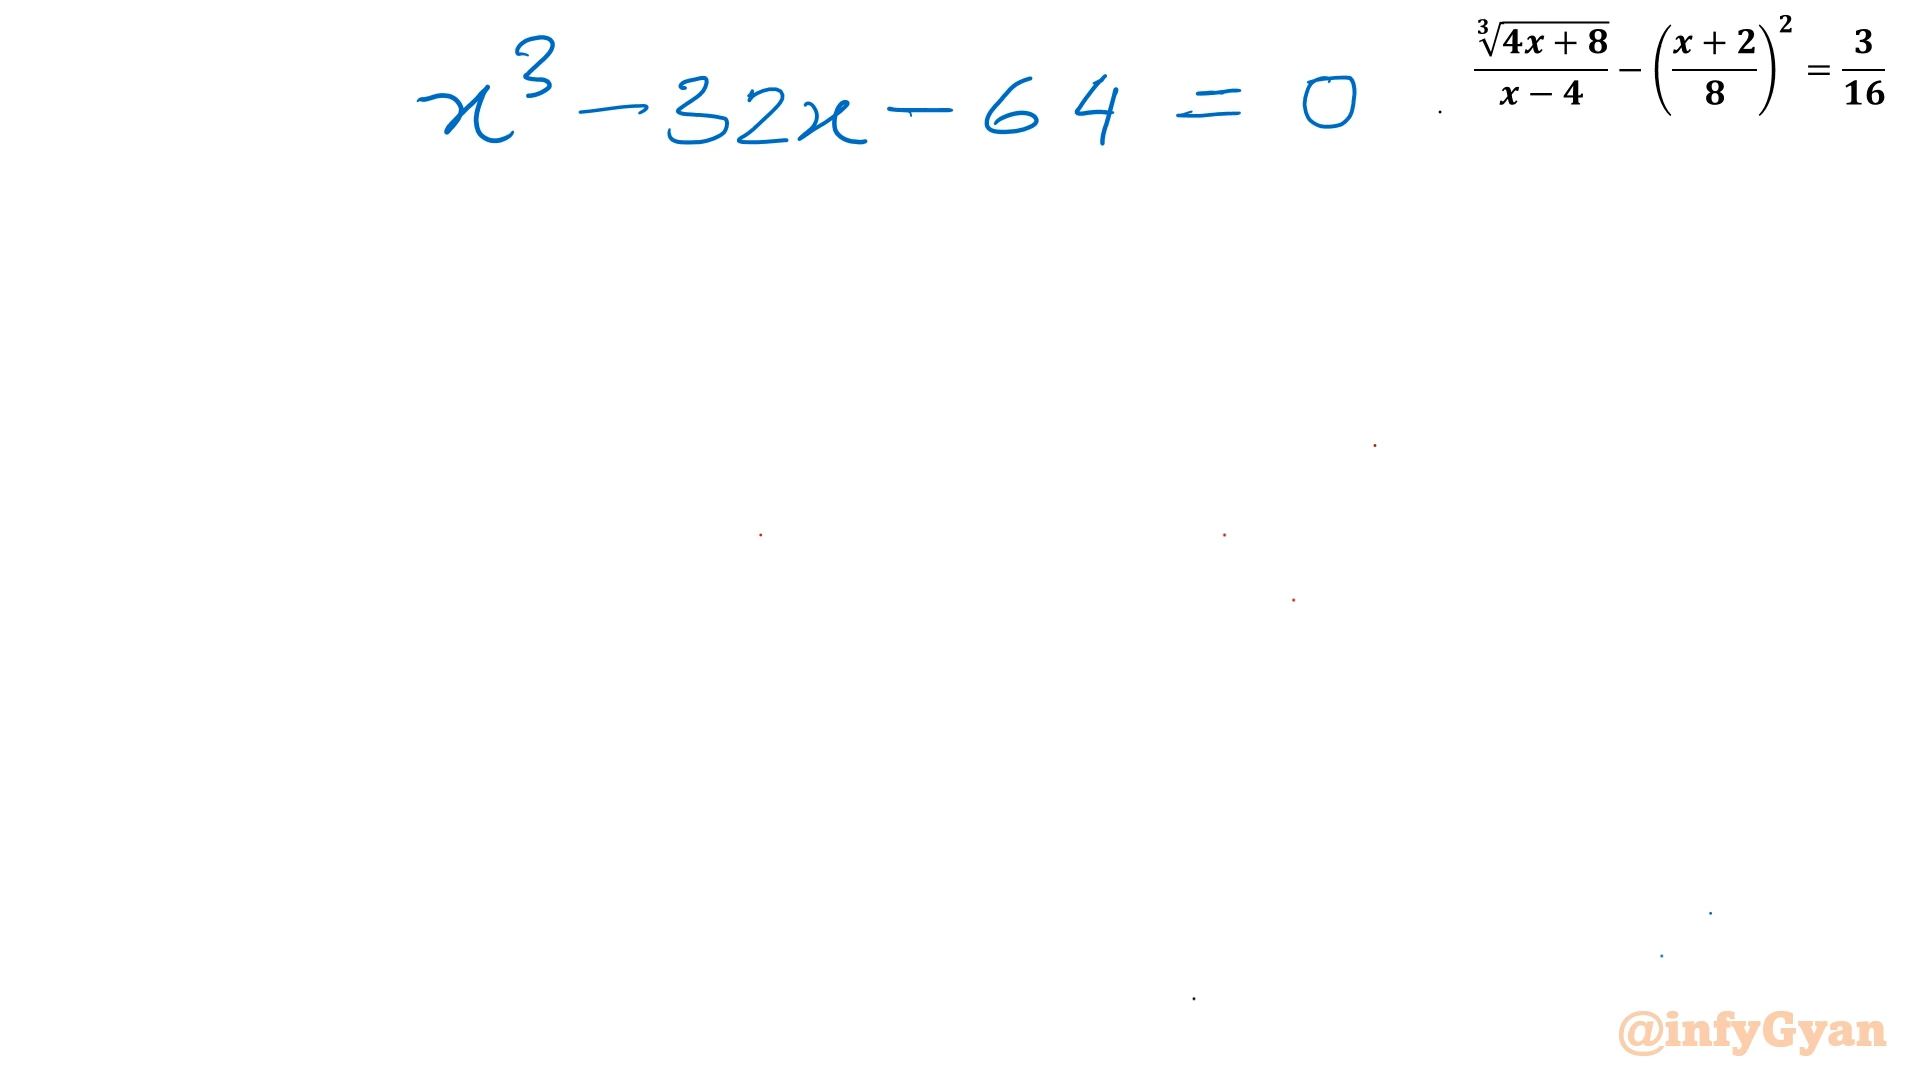 x³ − 32x − 64 = 0
∛(4x + 8)/(x − 4) − ((x + 2)/8)² = 3/16
@infyGyan